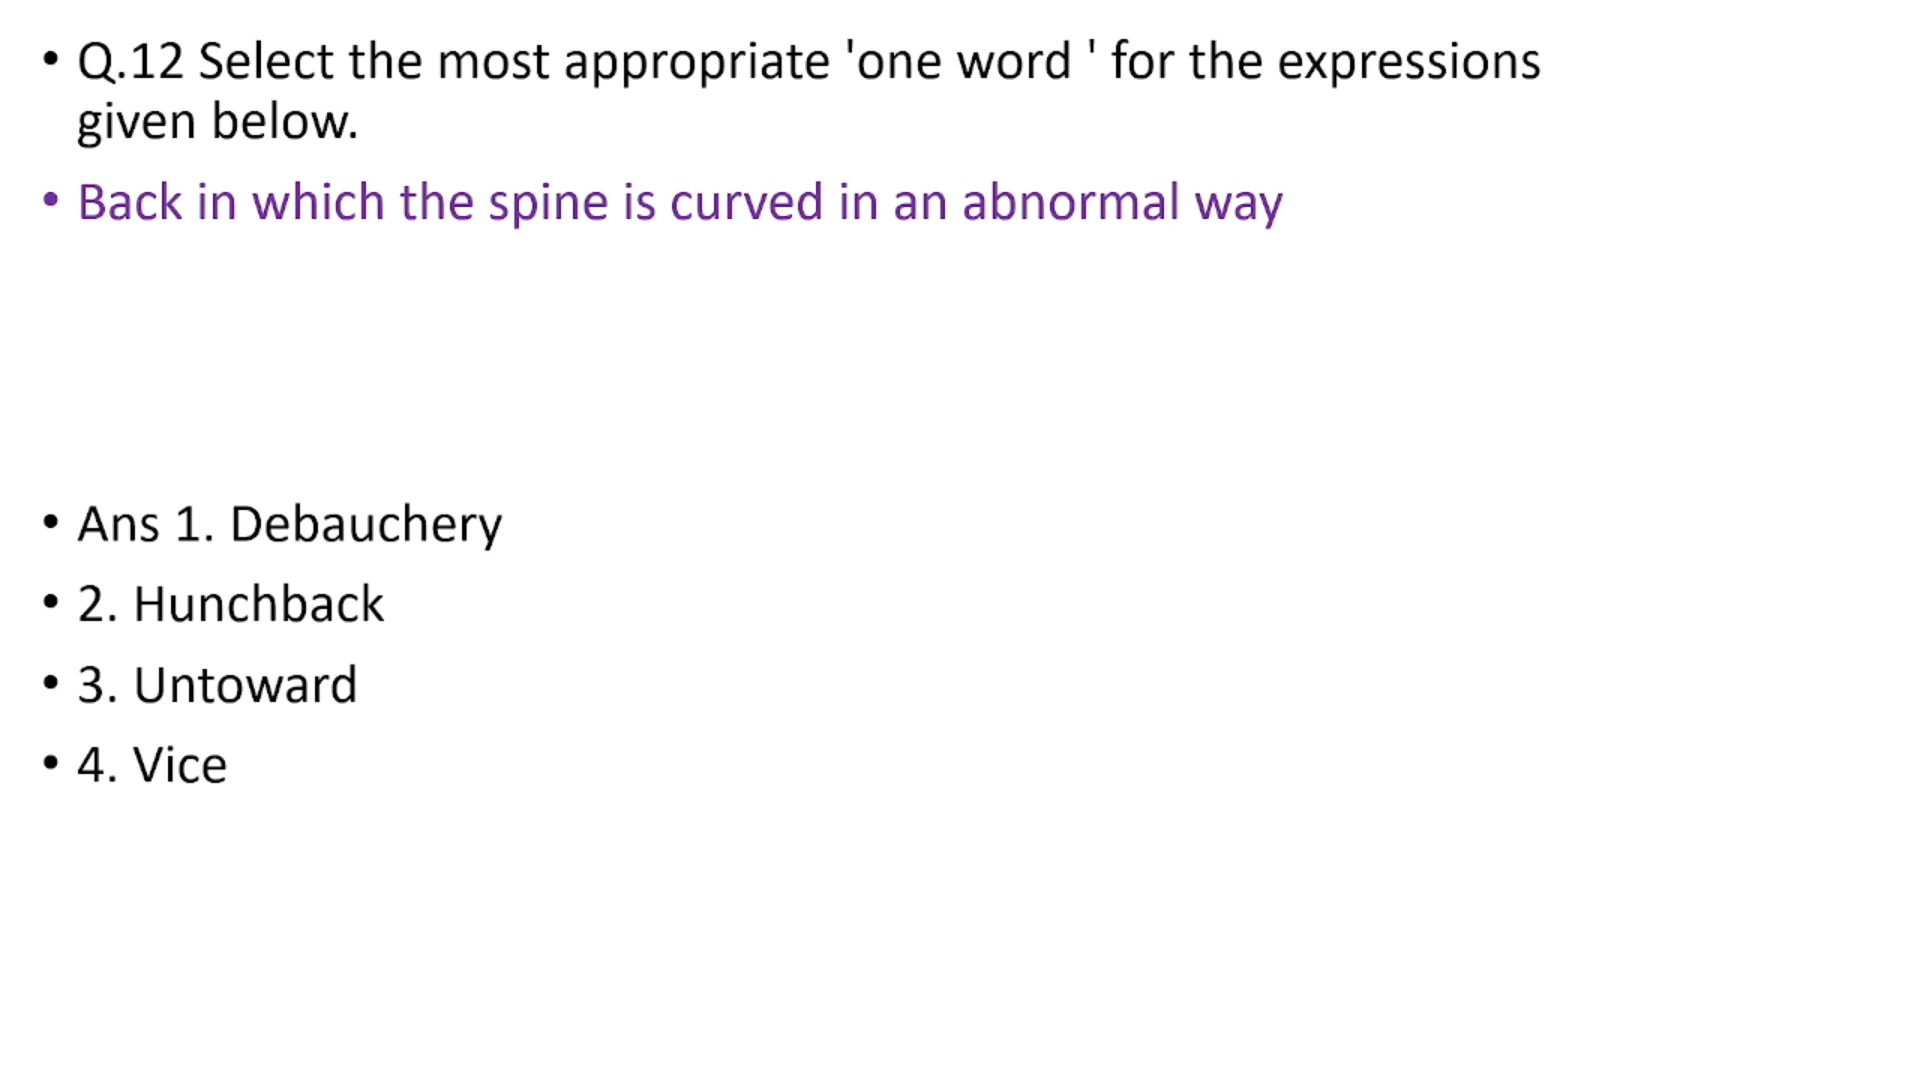 • Q.12 Select the most appropriate 'one word ' for the expressions
given below.
• Back in which the spine is curved in an abnormal way
• Ans 1. Debauchery
• 2. Hunchback
• 3. Untoward
• 4. Vice